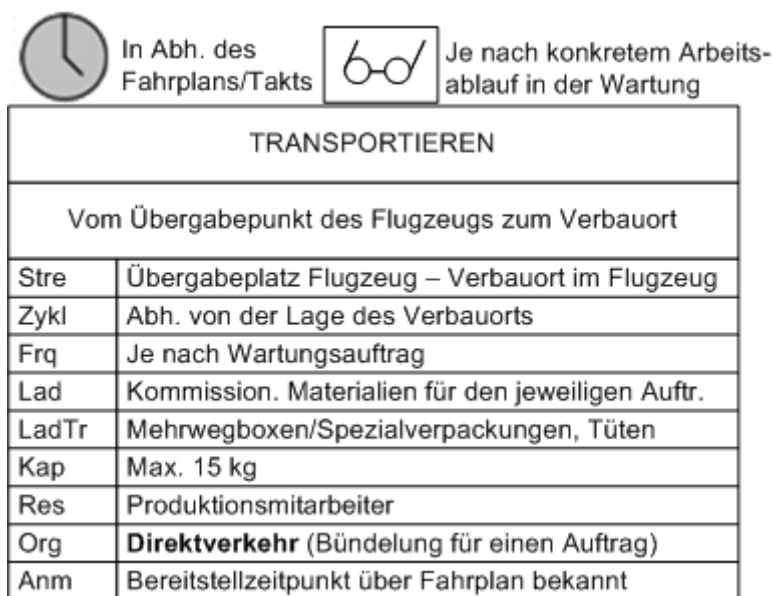 In Abh. des
Fahrplans/Takts
Je nach konkretem Arbeits-
ablauf in der Wartung
TRANSPORTIEREN
Vom Übergabepunkt des Flugzeugs zum Verbauort
Stre Übergabeplatz Flugzeug – Verbauort im Flugzeug
Zykl Abh. von der Lage des Verbauorts
Frq Je nach Wartungsauftrag
Lad Kommission. Materialien für den jeweiligen Auftr.
LadTr Mehrwegboxen/Spezialverpackungen, Tüten
Kap Max. 15 kg
Res Produktionsmitarbeiter
Org Direktverkehr (Bündelung für einen Auftrag)
Anm Bereitstellzeitpunkt über Fahrplan bekannt